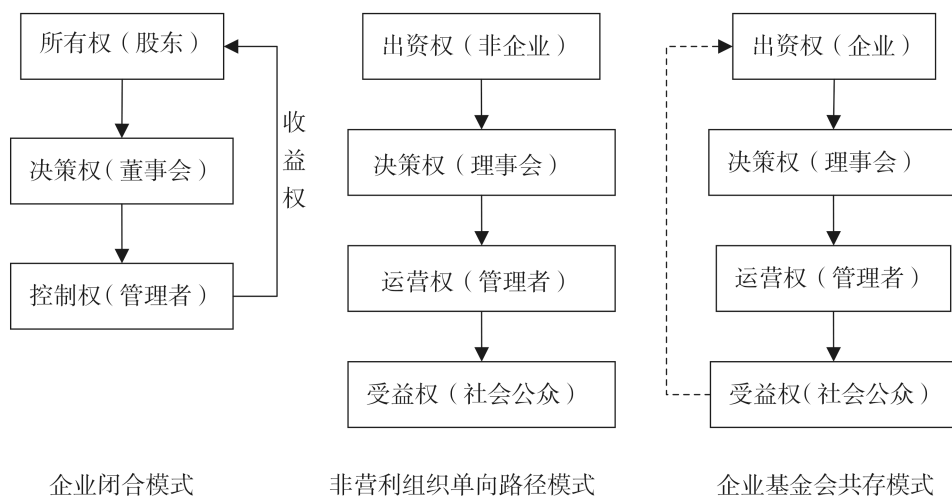 所有权（股东）
决策权（董事会）
控制权（管理者）
收益权
企业闭合模式
出资权（非企业）
决策权（理事会）
运营权（管理者）
受益权（社会公众）
非营利组织单向路径模式
出资权（企业）
决策权（理事会）
运营权（管理者）
受益权（社会公众）
企业基金会共存模式